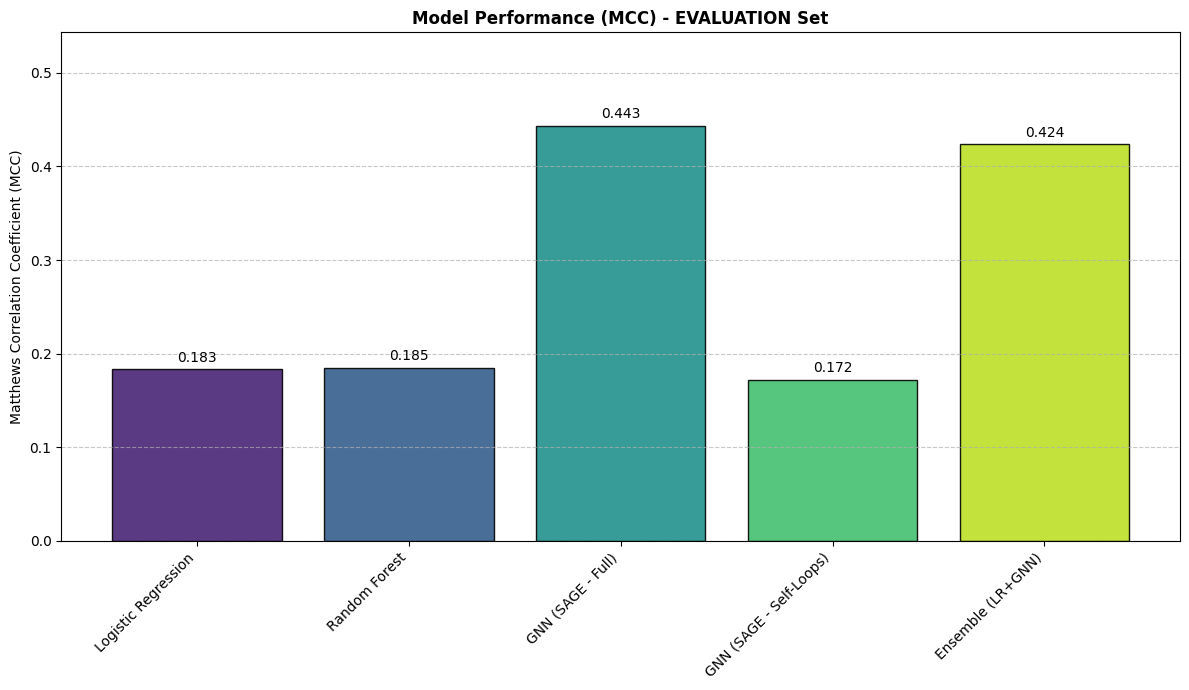 Model Performance (MCC) - EVALUATION Set
Matthews Correlation Coefficient (MCC)
0.5
0.4
0.3
0.2
0.1
0.0
0.183
0.185
0.443
0.172
0.424
Logistic Regression
Random Forest
GNN (SAGE - Full)
GNN (SAGE - Self-Loops)
Ensemble (LR+GNN)